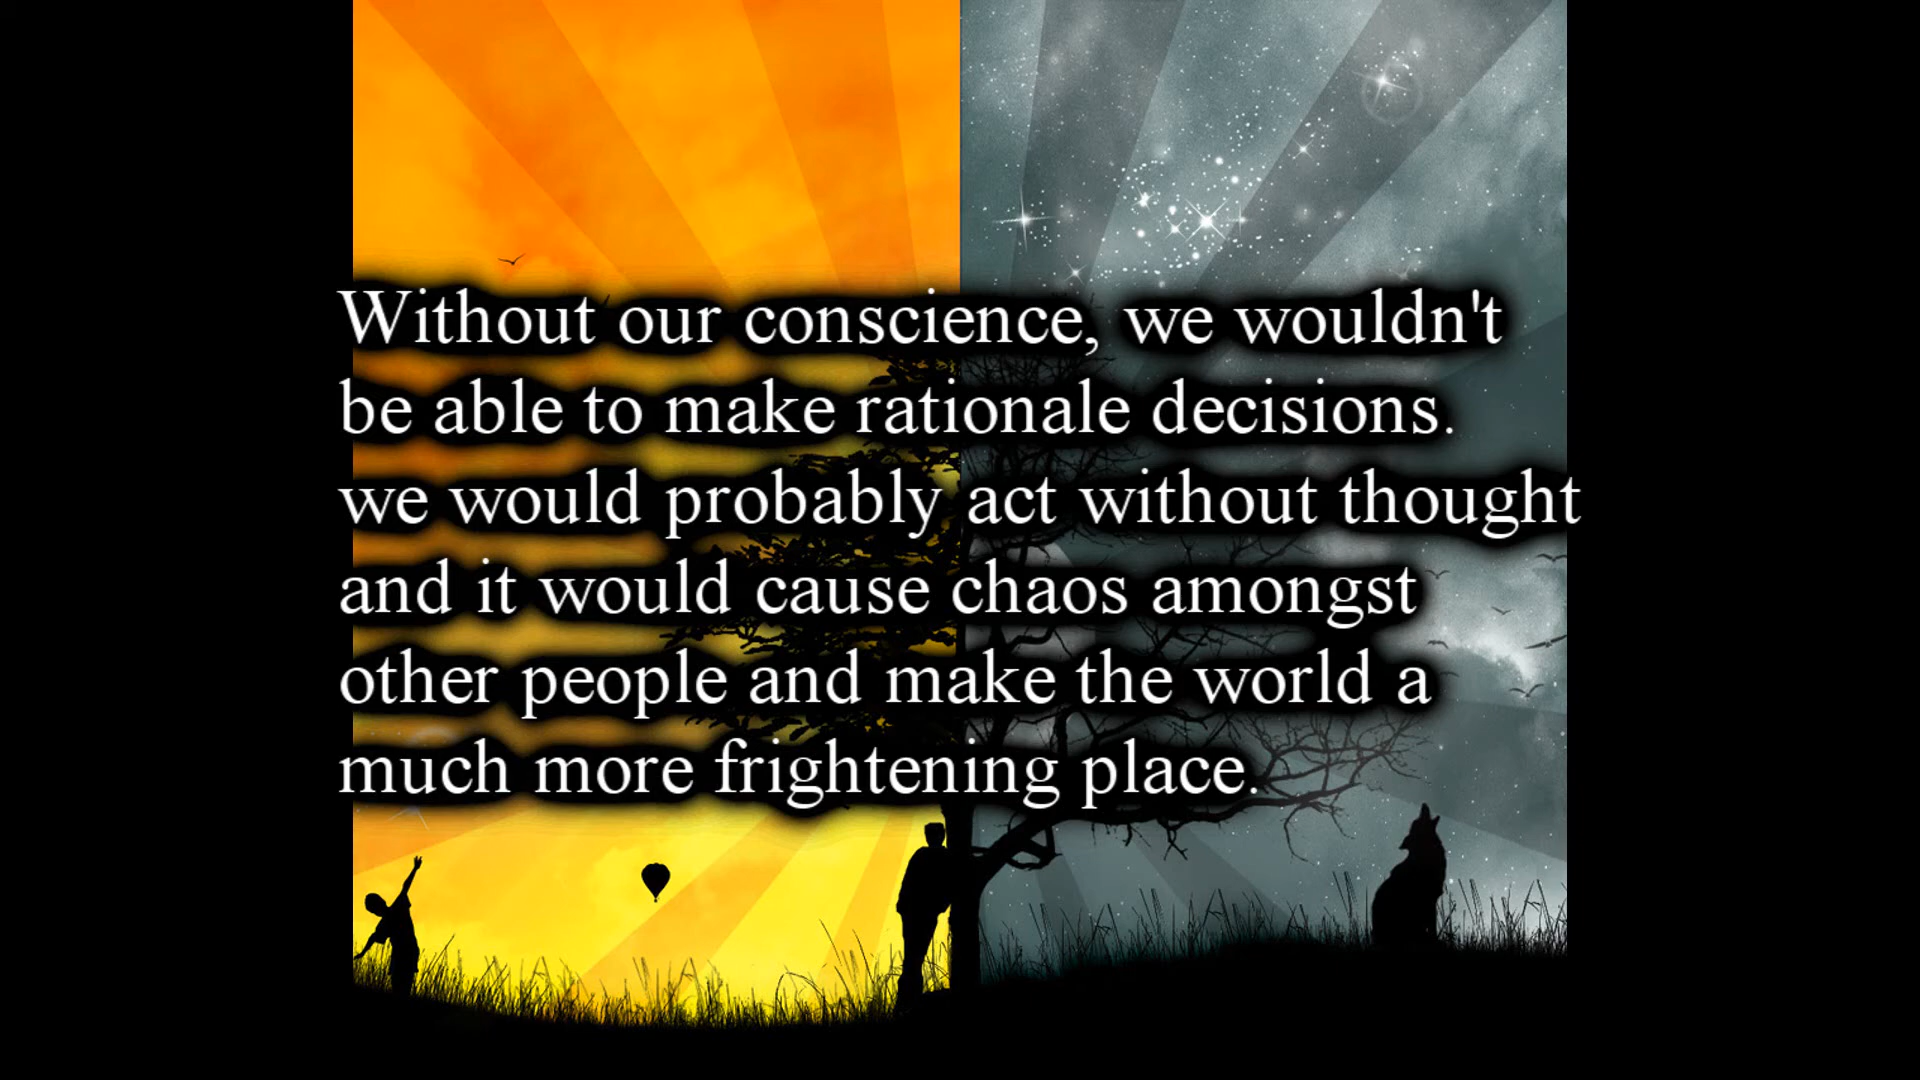 Without our conscience, we wouldn't
be able to make rationale decisions.
we would probably act without thought
and it would cause chaos amongst
other people and make the world a
much more frightening place.